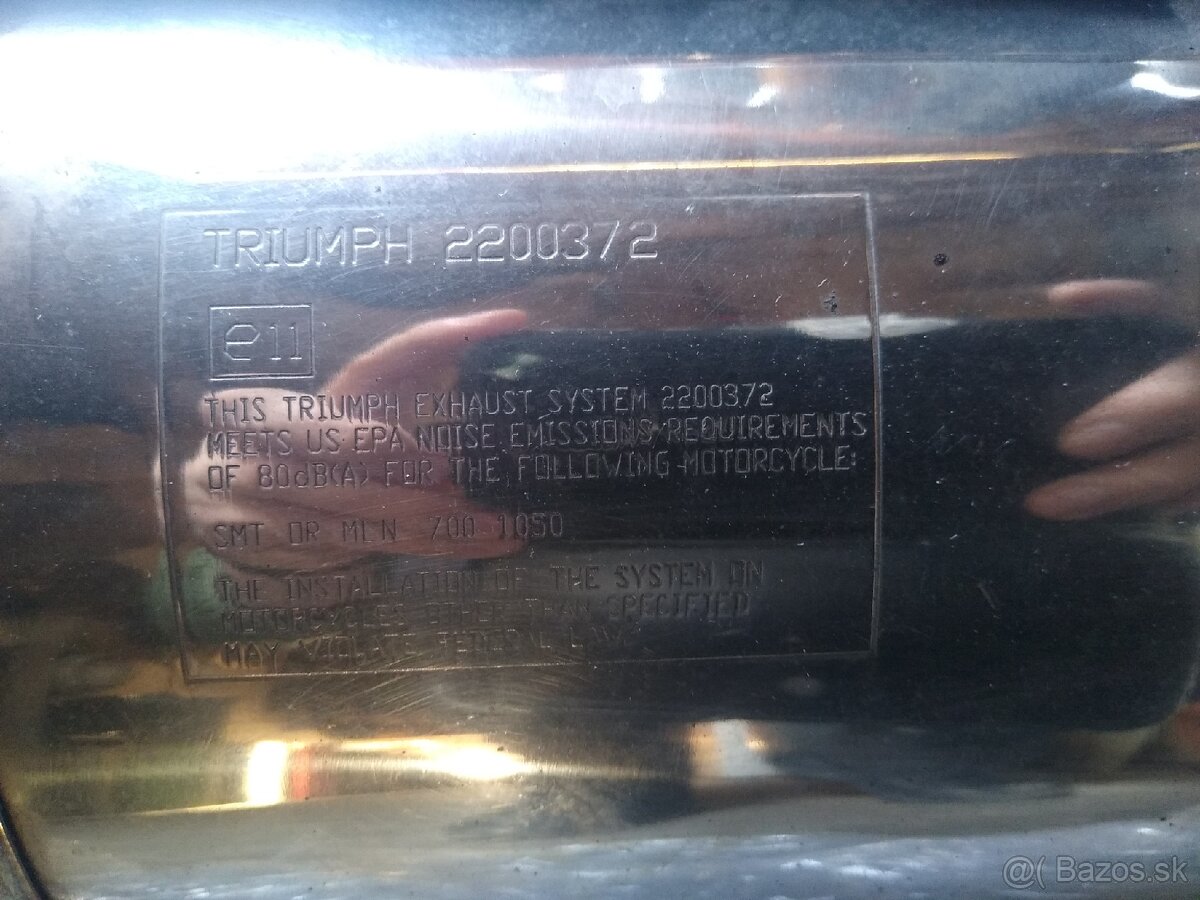 TRIUMPH 2200372
e11
THIS TRIUMPH EXHAUST SYSTEM 2200372
MEETS US EPA NOISE EMISSIONS REQUIREMENTS
OF 80dB(A) FOR THE FOLLOWING MOTORCYCLE:
SMT OR MLN 700 1050
THE INSTALLATION OF THE SYSTEM ON
MOTORCYCLES OTHER THAN SPECIFIED
MAY VIOLATE FEDERAL LAW
@( Bazos.sk